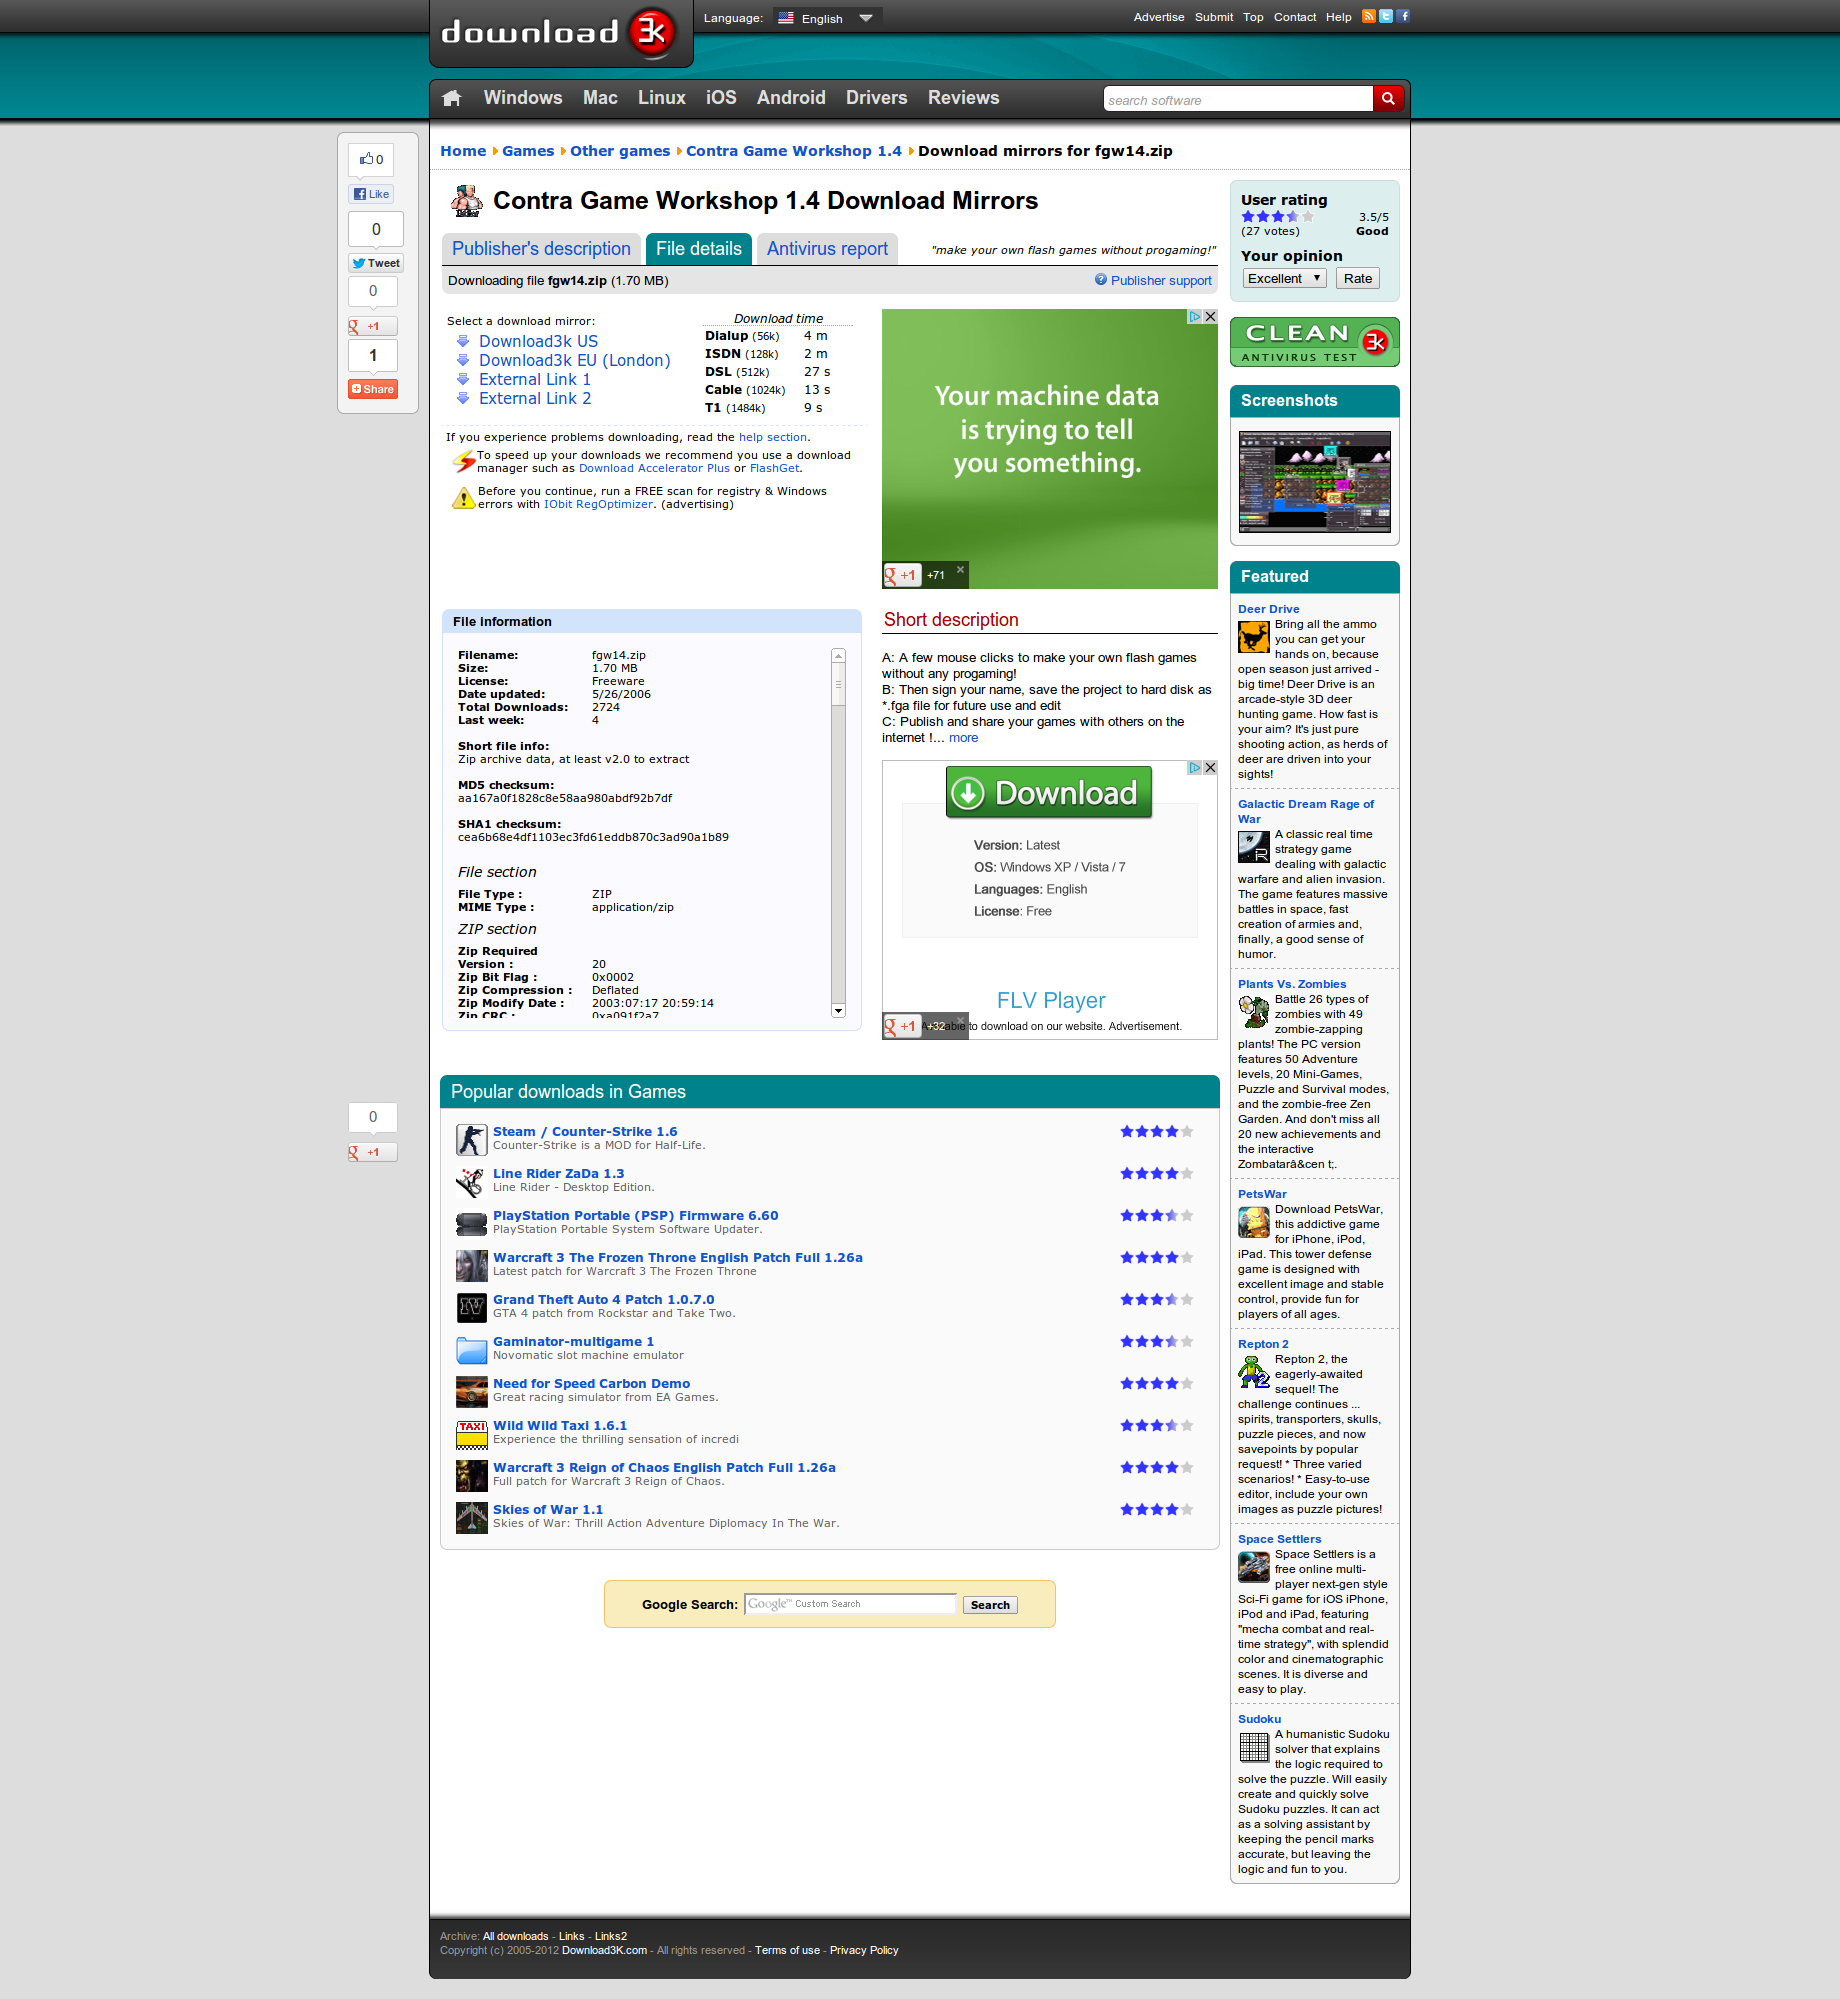 download 3k
Language: English
Advertise Submit Top Contact Help
Windows Mac Linux iOS Android Drivers Reviews
search software
0
Like
0
Tweet
0
+1
1
Share
Home Games Other games Contra Game Workshop 1.4 Download mirrors for fgw14.zip
Contra Game Workshop 1.4 Download Mirrors
Publisher's description File details Antivirus report
"make your own flash games without programing!"
Downloading file fgw14.zip (1.70 MB)
Publisher support
Select a download mirror:
Download3k US
Download3k EU (London)
External Link 1
External Link 2
Download time
Dialup (56k) 4 m
ISDN (128k) 2 m
DSL (512k) 27 s
Cable (1024k) 13 s
T1 (1484k) 9 s
If you experience problems downloading, read the help section.
To speed up your downloads we recommend you use a download
manager such as Download Accelerator Plus or FlashGet.
Before you continue, run a FREE scan for registry & Windows
errors with IObit RegOptimizer. (advertising)
Your machine data
is trying to tell
you something.
+1 +71
File information
Filename: fgw14.zip
Size: 1.70 MB
License: Freeware
Date updated: 5/26/2006
Total Downloads: 2724
Last week: 4
Short file info:
Zip archive data, at least v2.0 to extract
MD5 checksum:
aa167a0f1828c8e58aa980abdf92b7df
SHA1 checksum:
cea6b68e4df1103ec3fd61eddb870c3ad90a1b89
File section
File Type : ZIP
MIME Type : application/zip
ZIP section
Zip Required
Version : 20
Zip Bit Flag : 0x0002
Zip Compression : Deflated
Zip Modify Date : 2003:07:17 20:59:14
Zip CRC : 0xa091f2a7
Short description
A: A few mouse clicks to make your own flash games
without any progaming!
B: Then sign your name, save the project to hard disk as
*.fga file for future use and edit
C: Publish and share your games with others on the
internet !... more
Download
Version: Latest
OS: Windows XP / Vista / 7
Languages: English
License: Free
FLV Player
to download on our website. Advertisement.
+1 +32
0
+1
Popular downloads in Games
Steam / Counter-Strike 1.6
Counter-Strike is a MOD for Half-Life.
Line Rider ZaDa 1.3
Line Rider - Desktop Edition.
PlayStation Portable (PSP) Firmware 6.60
PlayStation Portable System Software Updater.
Warcraft 3 The Frozen Throne English Patch Full 1.26a
Latest patch for Warcraft 3 The Frozen Throne
IV
Grand Theft Auto 4 Patch 1.0.7.0
GTA 4 patch from Rockstar and Take Two.
Gaminator-multigame 1
Novomatic slot machine emulator
Need for Speed Carbon Demo
Great racing simulator from EA Games.
TAXI
Wild Wild Taxi 1.6.1
Experience the thrilling sensation of incredi
Warcraft 3 Reign of Chaos English Patch Full 1.26a
Full patch for Warcraft 3 Reign of Chaos.
Skies of War 1.1
Skies of War: Thrill Action Adventure Diplomacy In The War.
Google Search: Google™ Custom Search Search
User rating
3.5/5
(27 votes) Good
Your opinion
Excellent Rate
CLEAN 3k
ANTIVIRUS TEST
Screenshots
Featured
Deer Drive
Bring all the ammo
you can get your
hands on, because
open season just arrived -
big time! Deer Drive is an
arcade-style 3D deer
hunting game. How fast is
your aim? It's just pure
shooting action, as herds of
deer are driven into your
sights!
Galactic Dream Rage of
War
A classic real time
strategy game
dealing with galactic
warfare and alien invasion.
The game features massive
battles in space, fast
creation of armies and,
finally, a good sense of
humor.
Plants Vs. Zombies
Battle 26 types of
zombies with 49
zombie-zapping
plants! The PC version
features 50 Adventure
levels, 20 Mini-Games,
Puzzle and Survival modes,
and the zombie-free Zen
Garden. And don't miss all
20 new achievements and
the interactive
Zombatarâ&cen t;.
PetsWar
Download PetsWar,
this addictive game
for iPhone, iPod,
iPad. This tower defense
game is designed with
excellent image and stable
control, provide fun for
players of all ages.
Repton 2
Repton 2, the
eagerly-awaited
sequel! The
challenge continues ...
spirits, transporters, skulls,
puzzle pieces, and now
savepoints by popular
request! * Three varied
scenarios! * Easy-to-use
editor, include your own
images as puzzle pictures!
Space Settlers
Space Settlers is a
free online multi-
player next-gen style
Sci-Fi game for iOS iPhone,
iPod and iPad, featuring
"mecha combat and real-
time strategy", with splendid
color and cinematographic
scenes. It is diverse and
easy to play.
Sudoku
A humanistic Sudoku
solver that explains
the logic required to
solve the puzzle. Will easily
create and quickly solve
Sudoku puzzles. It can act
as a solving assistant by
keeping the pencil marks
accurate, but leaving the
logic and fun to you.
Archive: All downloads - Links - Links2
Copyright (c) 2005-2012 Download3K.com - All rights reserved - Terms of use - Privacy Policy